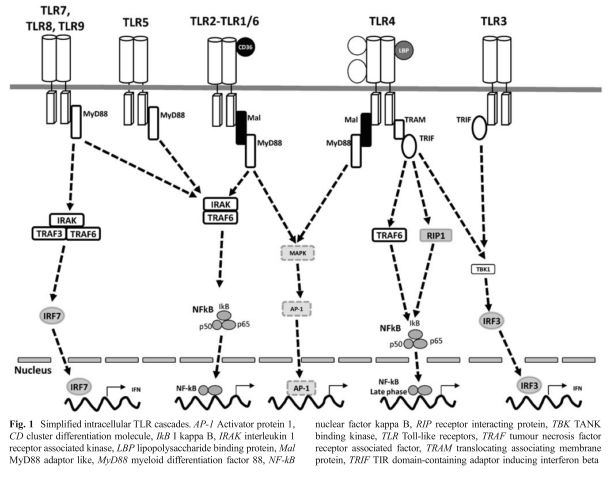 TLR7,
TLR8, TLR9
TLR5
TLR2-TLR1/6
TLR4
TLR3
CD36
LBP
MyD88
MyD88
Mal
MyD88
Mal
MyD88
TRAM
TRIF
TRIF
IRAK
TRAF3 TRAF6
IRAK
TRAF6
MAPK
TRAF6
RIP1
TBK1
IRF7
NFkB
IkB
p50
p65
AP-1
NFkB
IkB
p50
p65
IRF3
Nucleus
IRF7
IFN
NF-kB
AP-1
NF-kB
Late phase
IRF3
IFN
Fig. 1 Simplified intracellular TLR cascades. AP-1 Activator protein 1,
CD cluster differentiation molecule, IkB I kappa B, IRAK interleukin 1
receptor associated kinase, LBP lipopolysaccharide binding protein, Mal
MyD88 adaptor like, MyD88 myeloid differentiation factor 88, NF-kB
nuclear factor kappa B, RIP receptor interacting protein, TBK TANK
binding kinase, TLR Toll-like receptors, TRAF tumour necrosis factor
receptor associated factor, TRAM translocating associating membrane
protein, TRIF TIR domain-containing adaptor inducing interferon beta